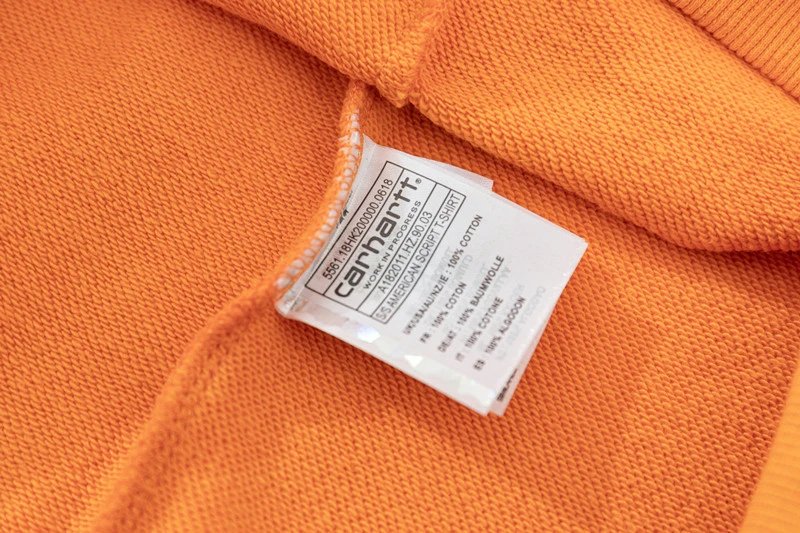 5561.18HK200000.0618
carhartt®
WORK IN PROGRESS
A182011.HZ.90.03
S/S AMERICAN SCRIPT T-SHIRT
UK/USA/AU/NZ/IE : 100% COTTON
FR : 100% COTON
DE/AT : 100% BAUMWOLLE
IT : 100% COTONE
ES : 100% ALGODON